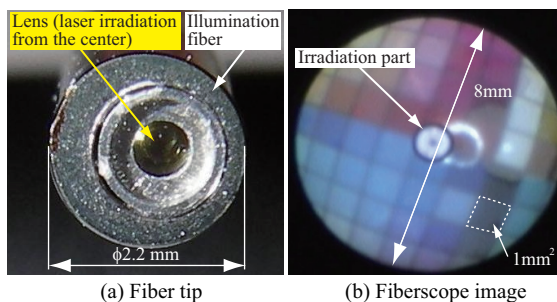 Lens (laser irradiation
from the center)
Illumination
fiber
ϕ2.2 mm
(a) Fiber tip
Irradiation part
8mm
1mm²
(b) Fiberscope image